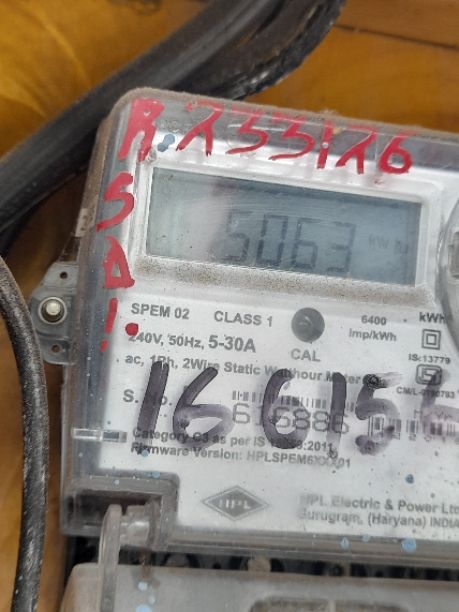 R.233126
S
D
!
5063 kWh
SPEM 02 CLASS 1 6400 kWh
imp/kWh
240V, 50Hz, 5-30A CAL IS:13779
ac, 1Ph, 2Wire Static Watthour Meter
16615
Category C3 as per IS
Firmware Version: HPLSPEM6XXX01
HPL
HPL Electric & Power Ltd
Gurugram, (Haryana) INDIA